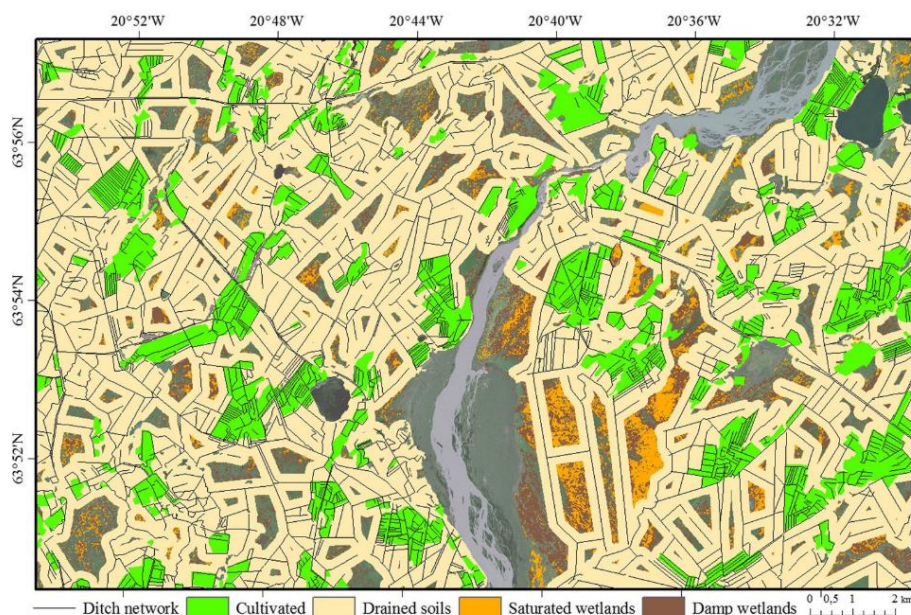 20°52'W 20°48'W 20°44'W 20°40'W 20°36'W 20°32'W
63°56'N
63°54'N
63°52'N
Ditch network Cultivated Drained soils Saturated wetlands Damp wetlands 0 0,5 1 2 km